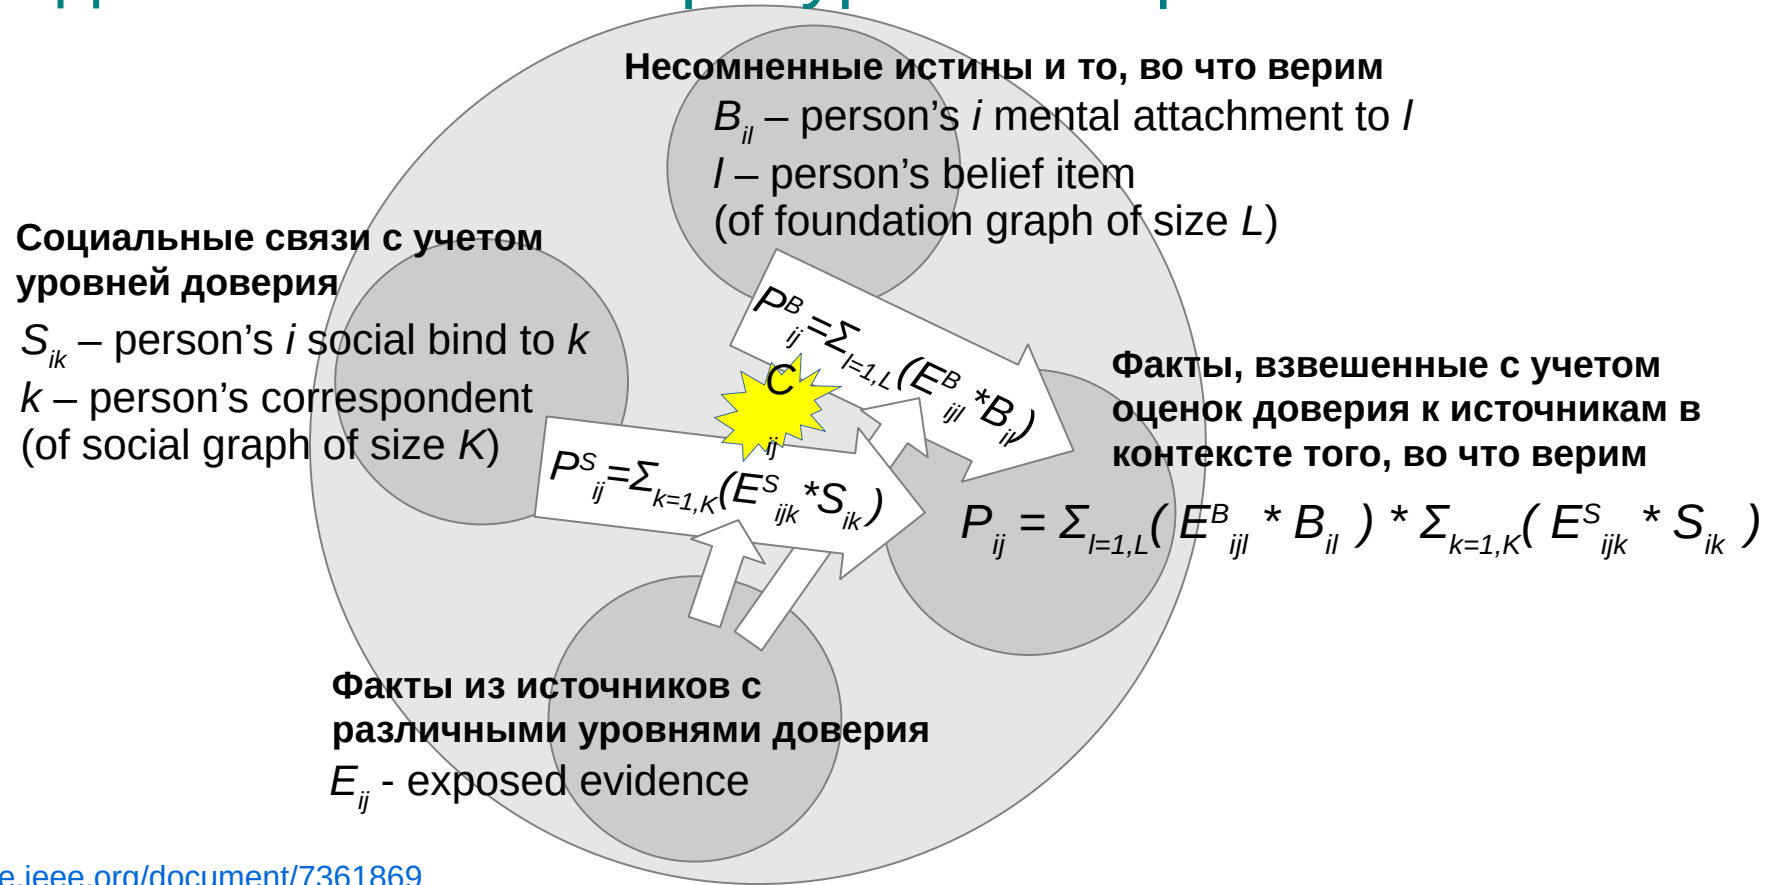 Несомненные истины и то, во что верим
B_il – person’s i mental attachment to l
l – person’s belief item
(of foundation graph of size L)
Социальные связи с учетом
уровней доверия
S_ik – person’s i social bind to k
k – person’s correspondent
(of social graph of size K)
P^B_ij=Σ_l=1,L(E^B_ijl*B_il)
C_ij
P^S_ij=Σ_k=1,K(E^S_ijk*S_ik)
Факты, взвешенные с учетом
оценок доверия к источникам в
контексте того, во что верим
P_ij = Σ_l=1,L( E^B_ijl * B_il ) * Σ_k=1,K( E^S_ijk * S_ik )
Факты из источников с
различными уровнями доверия
E_ij - exposed evidence
e.ieee.org/document/7361869